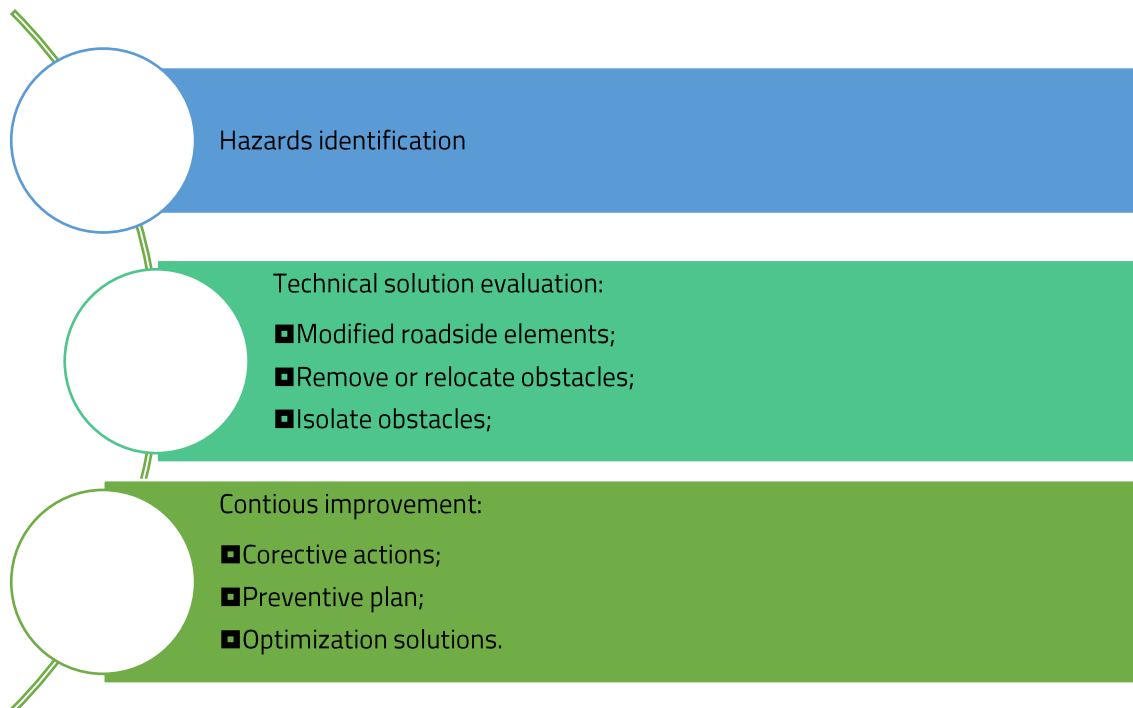 Hazards identification
Technical solution evaluation:
Modified roadside elements;
Remove or relocate obstacles;
Isolate obstacles;
Contious improvement:
Corective actions;
Preventive plan;
Optimization solutions.